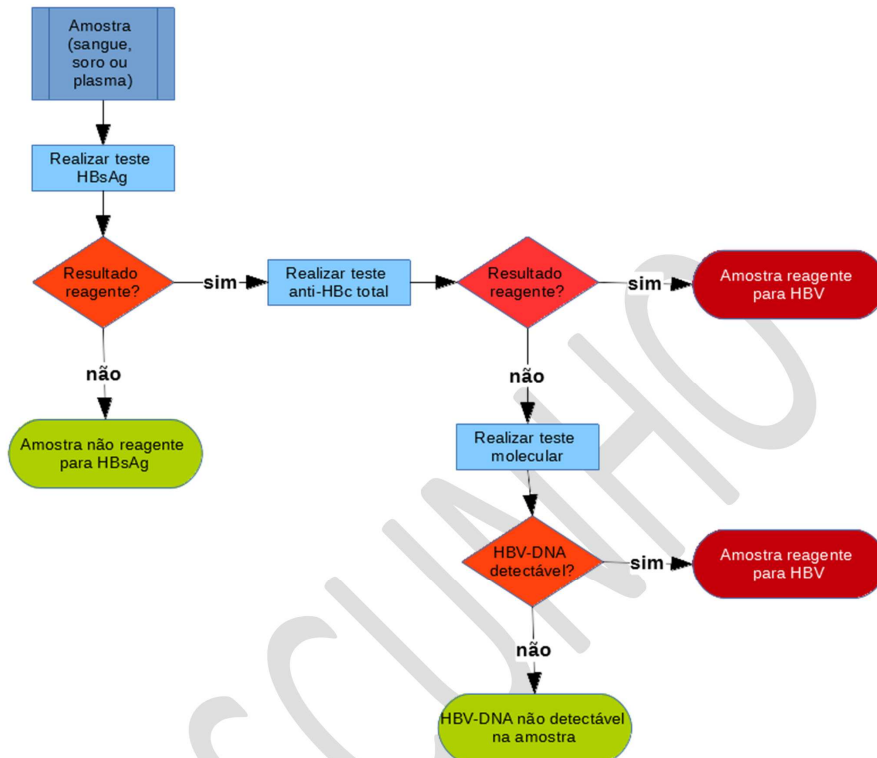 Amostra
(sangue,
soro ou
plasma)
Realizar teste
HBsAg
Resultado
reagente?
sim
Realizar teste
anti-HBc total
Resultado
reagente?
sim
Amostra reagente
para HBV
não
Amostra não reagente
para HBsAg
não
Realizar teste
molecular
HBV-DNA
detectável?
sim
Amostra reagente
para HBV
não
HBV-DNA não detectável
na amostra
SCUNHO